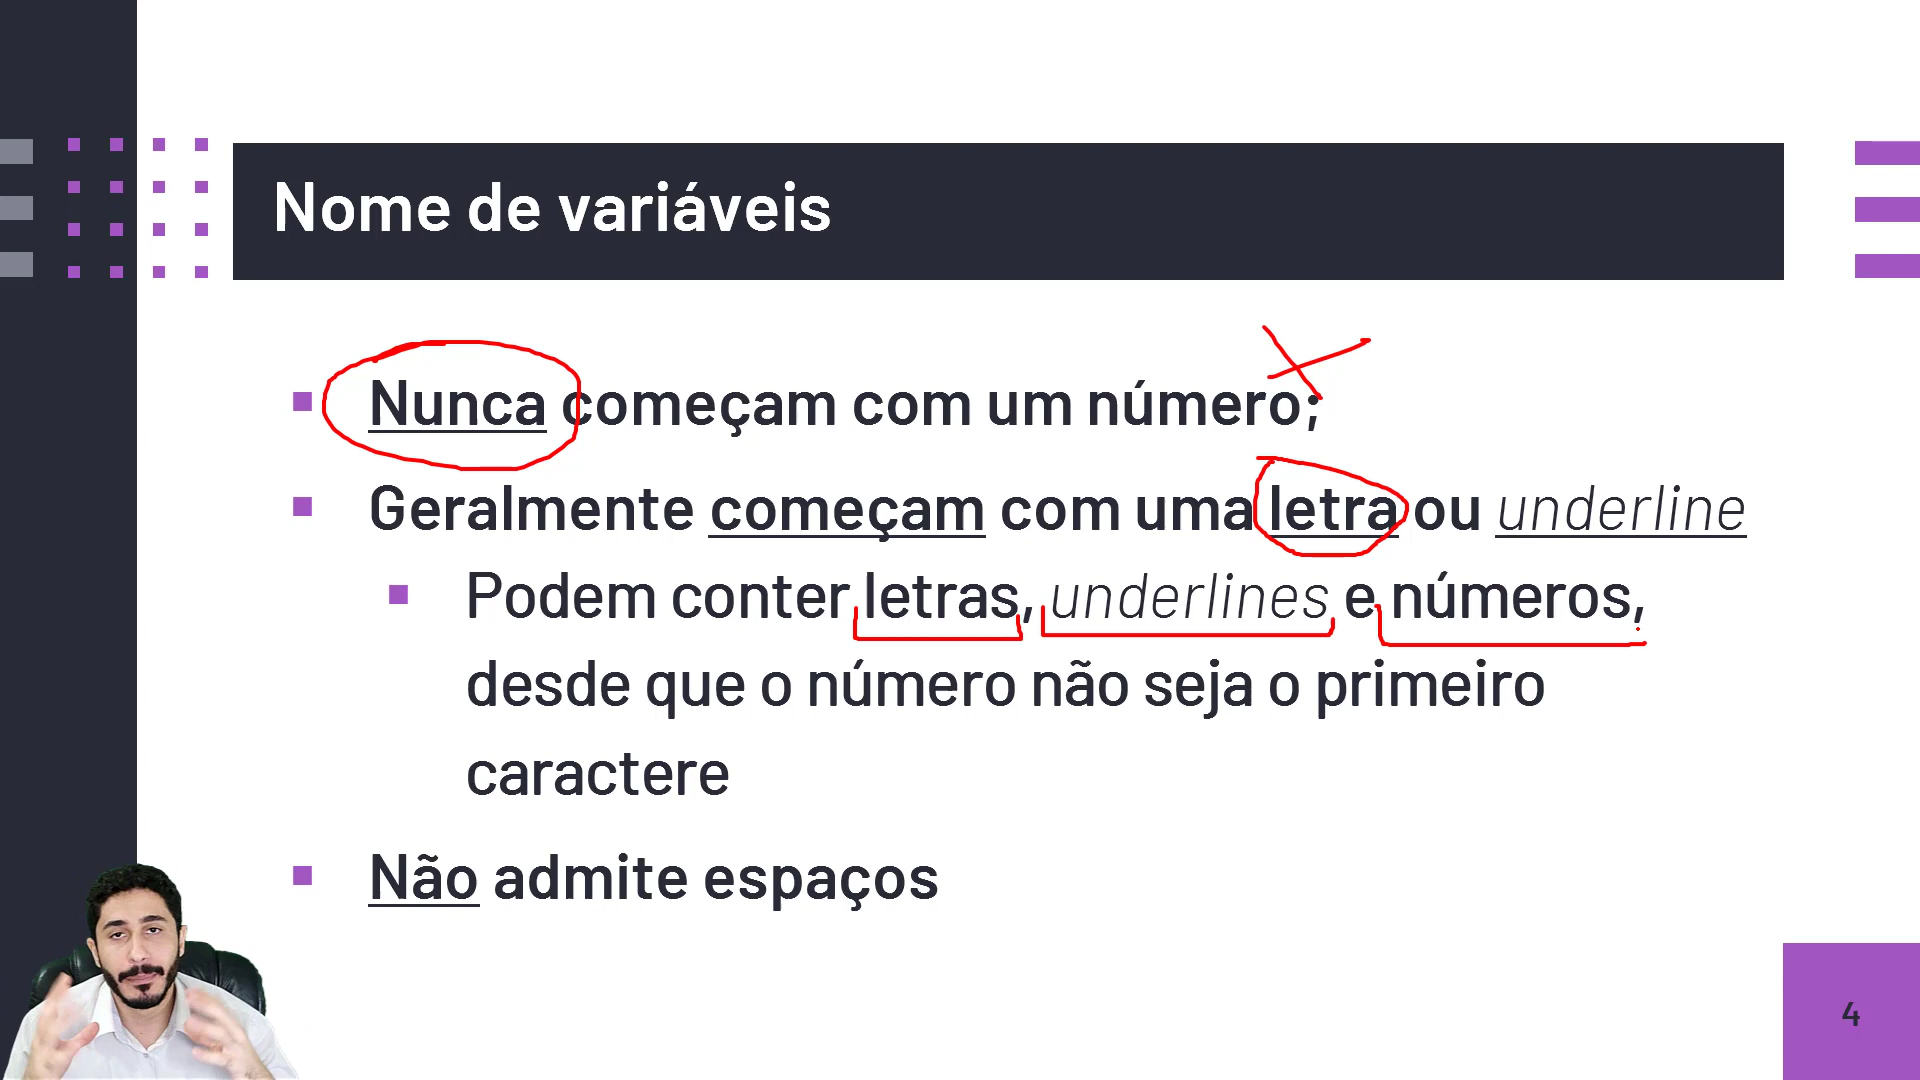 Nome de variáveis
Nunca começam com um número;
Geralmente começam com uma letra ou underline
Podem conter letras, underlines e números,
desde que o número não seja o primeiro
caractere
Não admite espaços
4